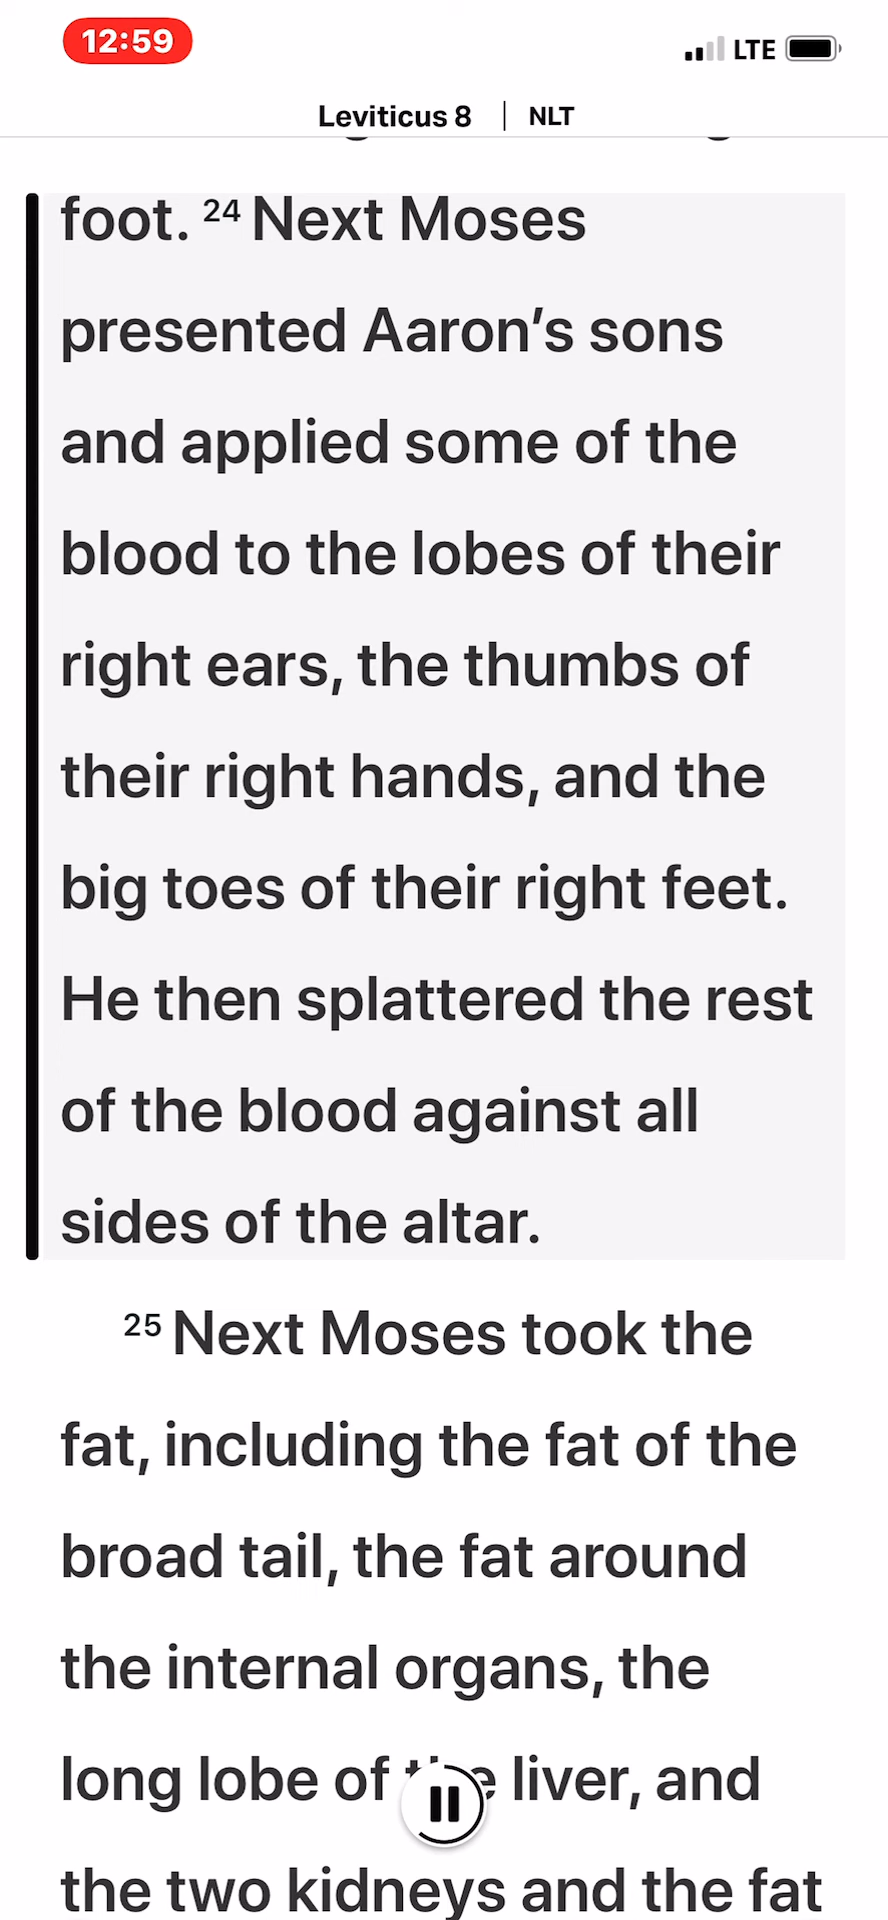 12:59
LTE
Leviticus 8 | NLT
foot. 24 Next Moses
presented Aaron’s sons
and applied some of the
blood to the lobes of their
right ears, the thumbs of
their right hands, and the
big toes of their right feet.
He then splattered the rest
of the blood against all
sides of the altar.
25 Next Moses took the
fat, including the fat of the
broad tail, the fat around
the internal organs, the
long lobe of the liver, and
the two kidneys and the fat